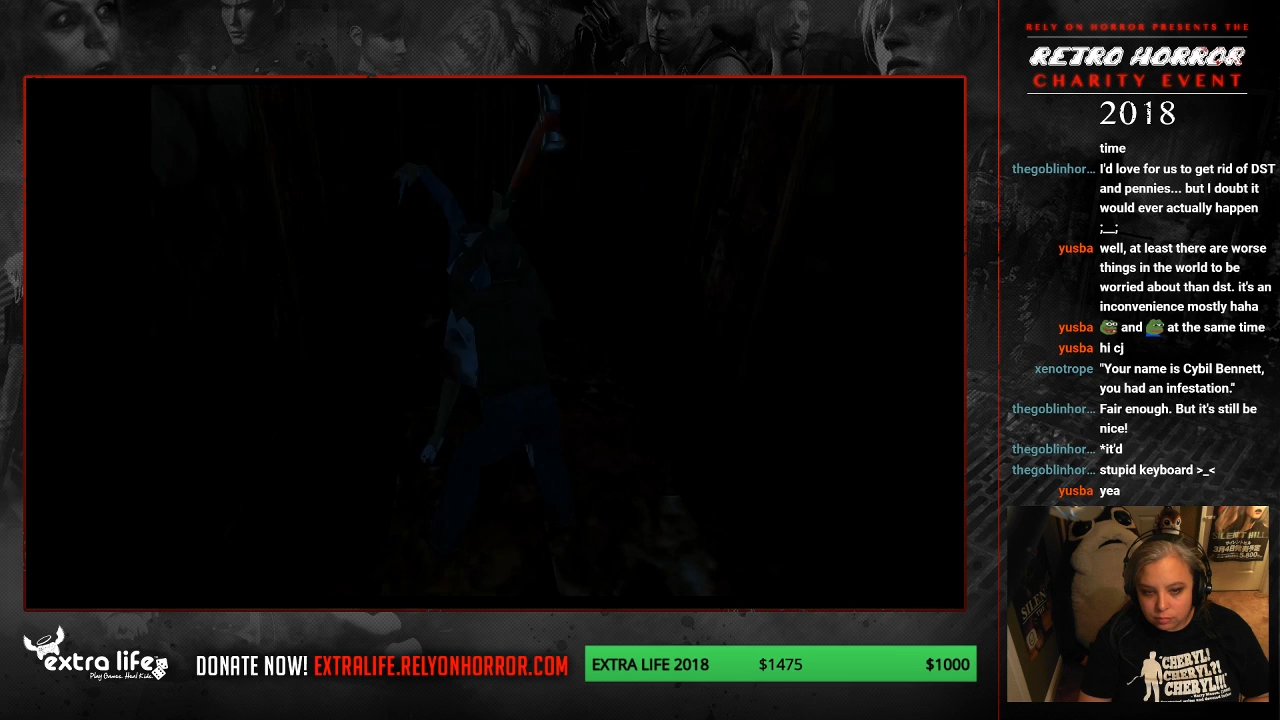 RELY ON HORROR PRESENTS THE
RETRO HORROR
CHARITY EVENT
2018
time
thegoblinhor... I'd love for us to get rid of DST
and pennies... but I doubt it
would ever actually happen
;__;
yusba well, at least there are worse
things in the world to be
worried about than dst. it's an
inconvenience mostly haha
yusba and at the same time
yusba hi cj
xenotrope "Your name is Cybil Bennett,
you had an infestation."
thegoblinhor... Fair enough. But it's still be
nice!
thegoblinhor... *it'd
thegoblinhor... stupid keyboard >_<
yusba yea
SILENT HILL
SILEN
CHERYL!
CHERYL?!
CHERYL!!!
extra life
Play Games. Heal Kids.
DONATE NOW! EXTRALIFE.RELYONHORROR.COM
EXTRA LIFE 2018 $1475 $1000